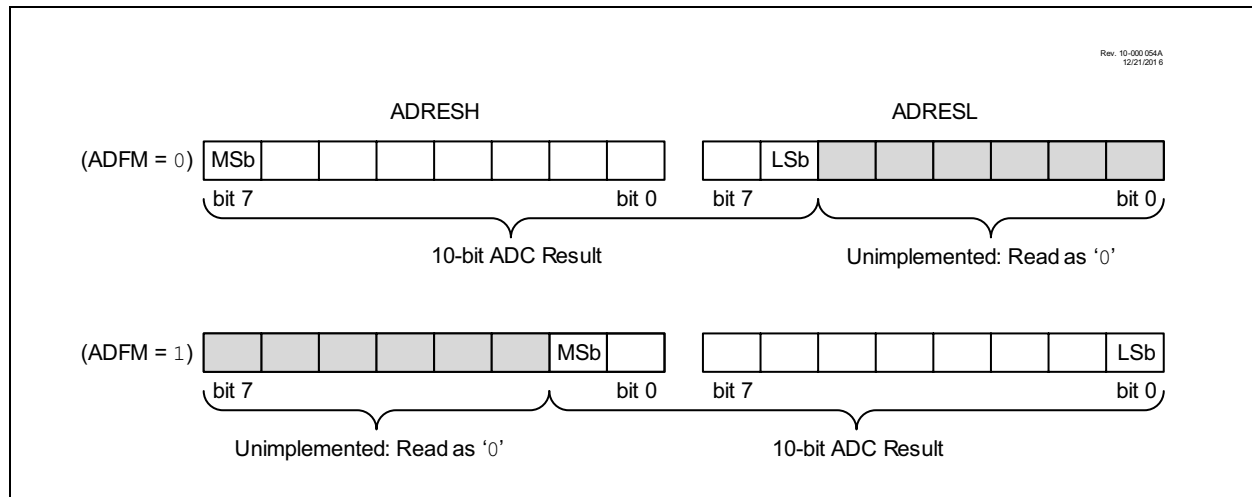 Rev. 10-000 054A
12/21/201 6
ADRESH ADRESL
(ADFM = 0) MSb LSb
bit 7 bit 0 bit 7 bit 0
10-bit ADC Result Unimplemented: Read as ‘0’
(ADFM = 1) MSb LSb
bit 7 bit 0 bit 7 bit 0
Unimplemented: Read as ‘0’ 10-bit ADC Result